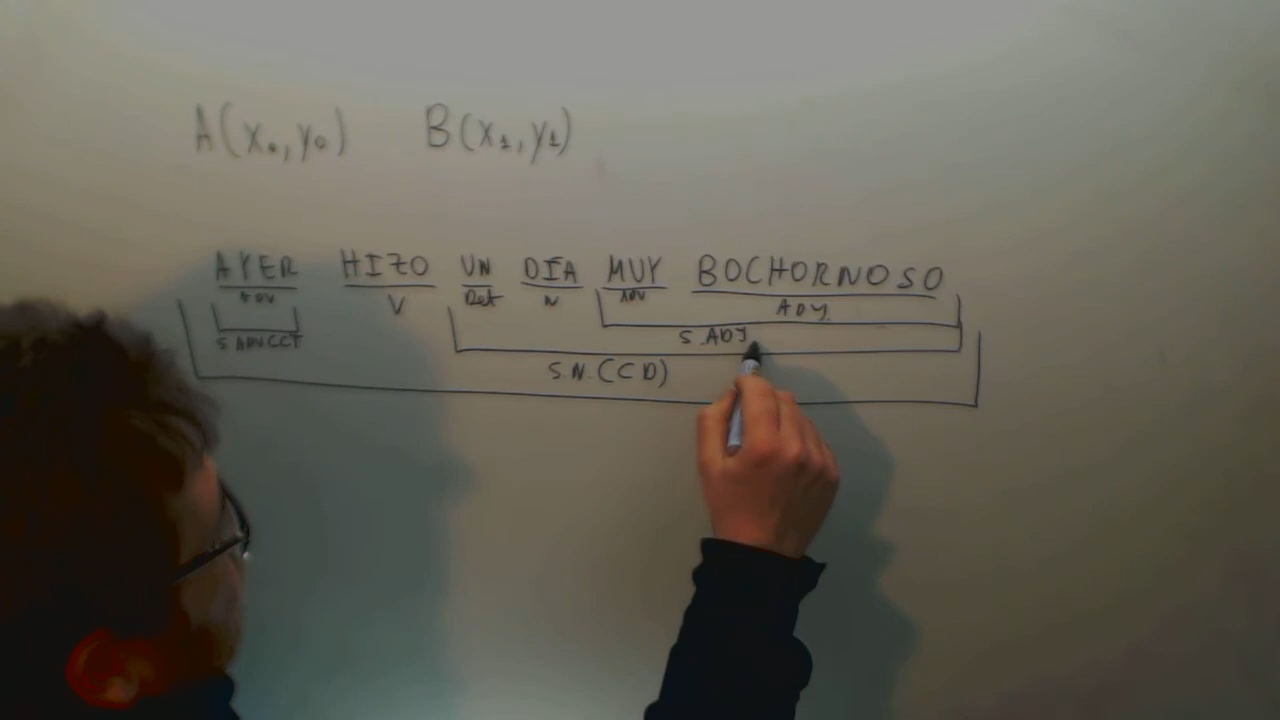 A(x₀,y₀) B(x₁,y₁)
AYER HIZO UN DÍA MUY BOCHORNOSO
ADV V Det N ADV ADJ.
S ADV CCT S.ADJ
S.N.(CD)